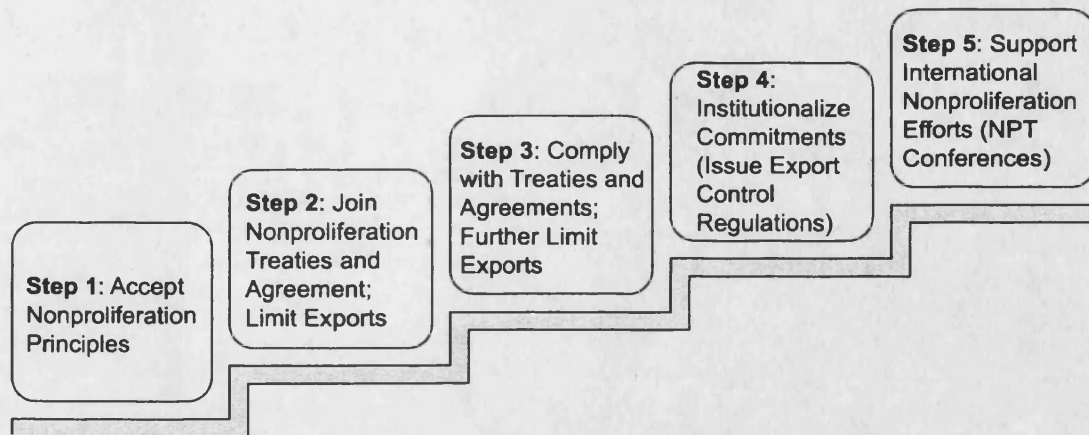 Step 1: Accept
Nonproliferation
Principles
Step 2: Join
Nonproliferation
Treaties and
Agreement;
Limit Exports
Step 3: Comply
with Treaties and
Agreements;
Further Limit
Exports
Step 4:
Institutionalize
Commitments
(Issue Export
Control
Regulations)
Step 5: Support
International
Nonproliferation
Efforts (NPT
Conferences)